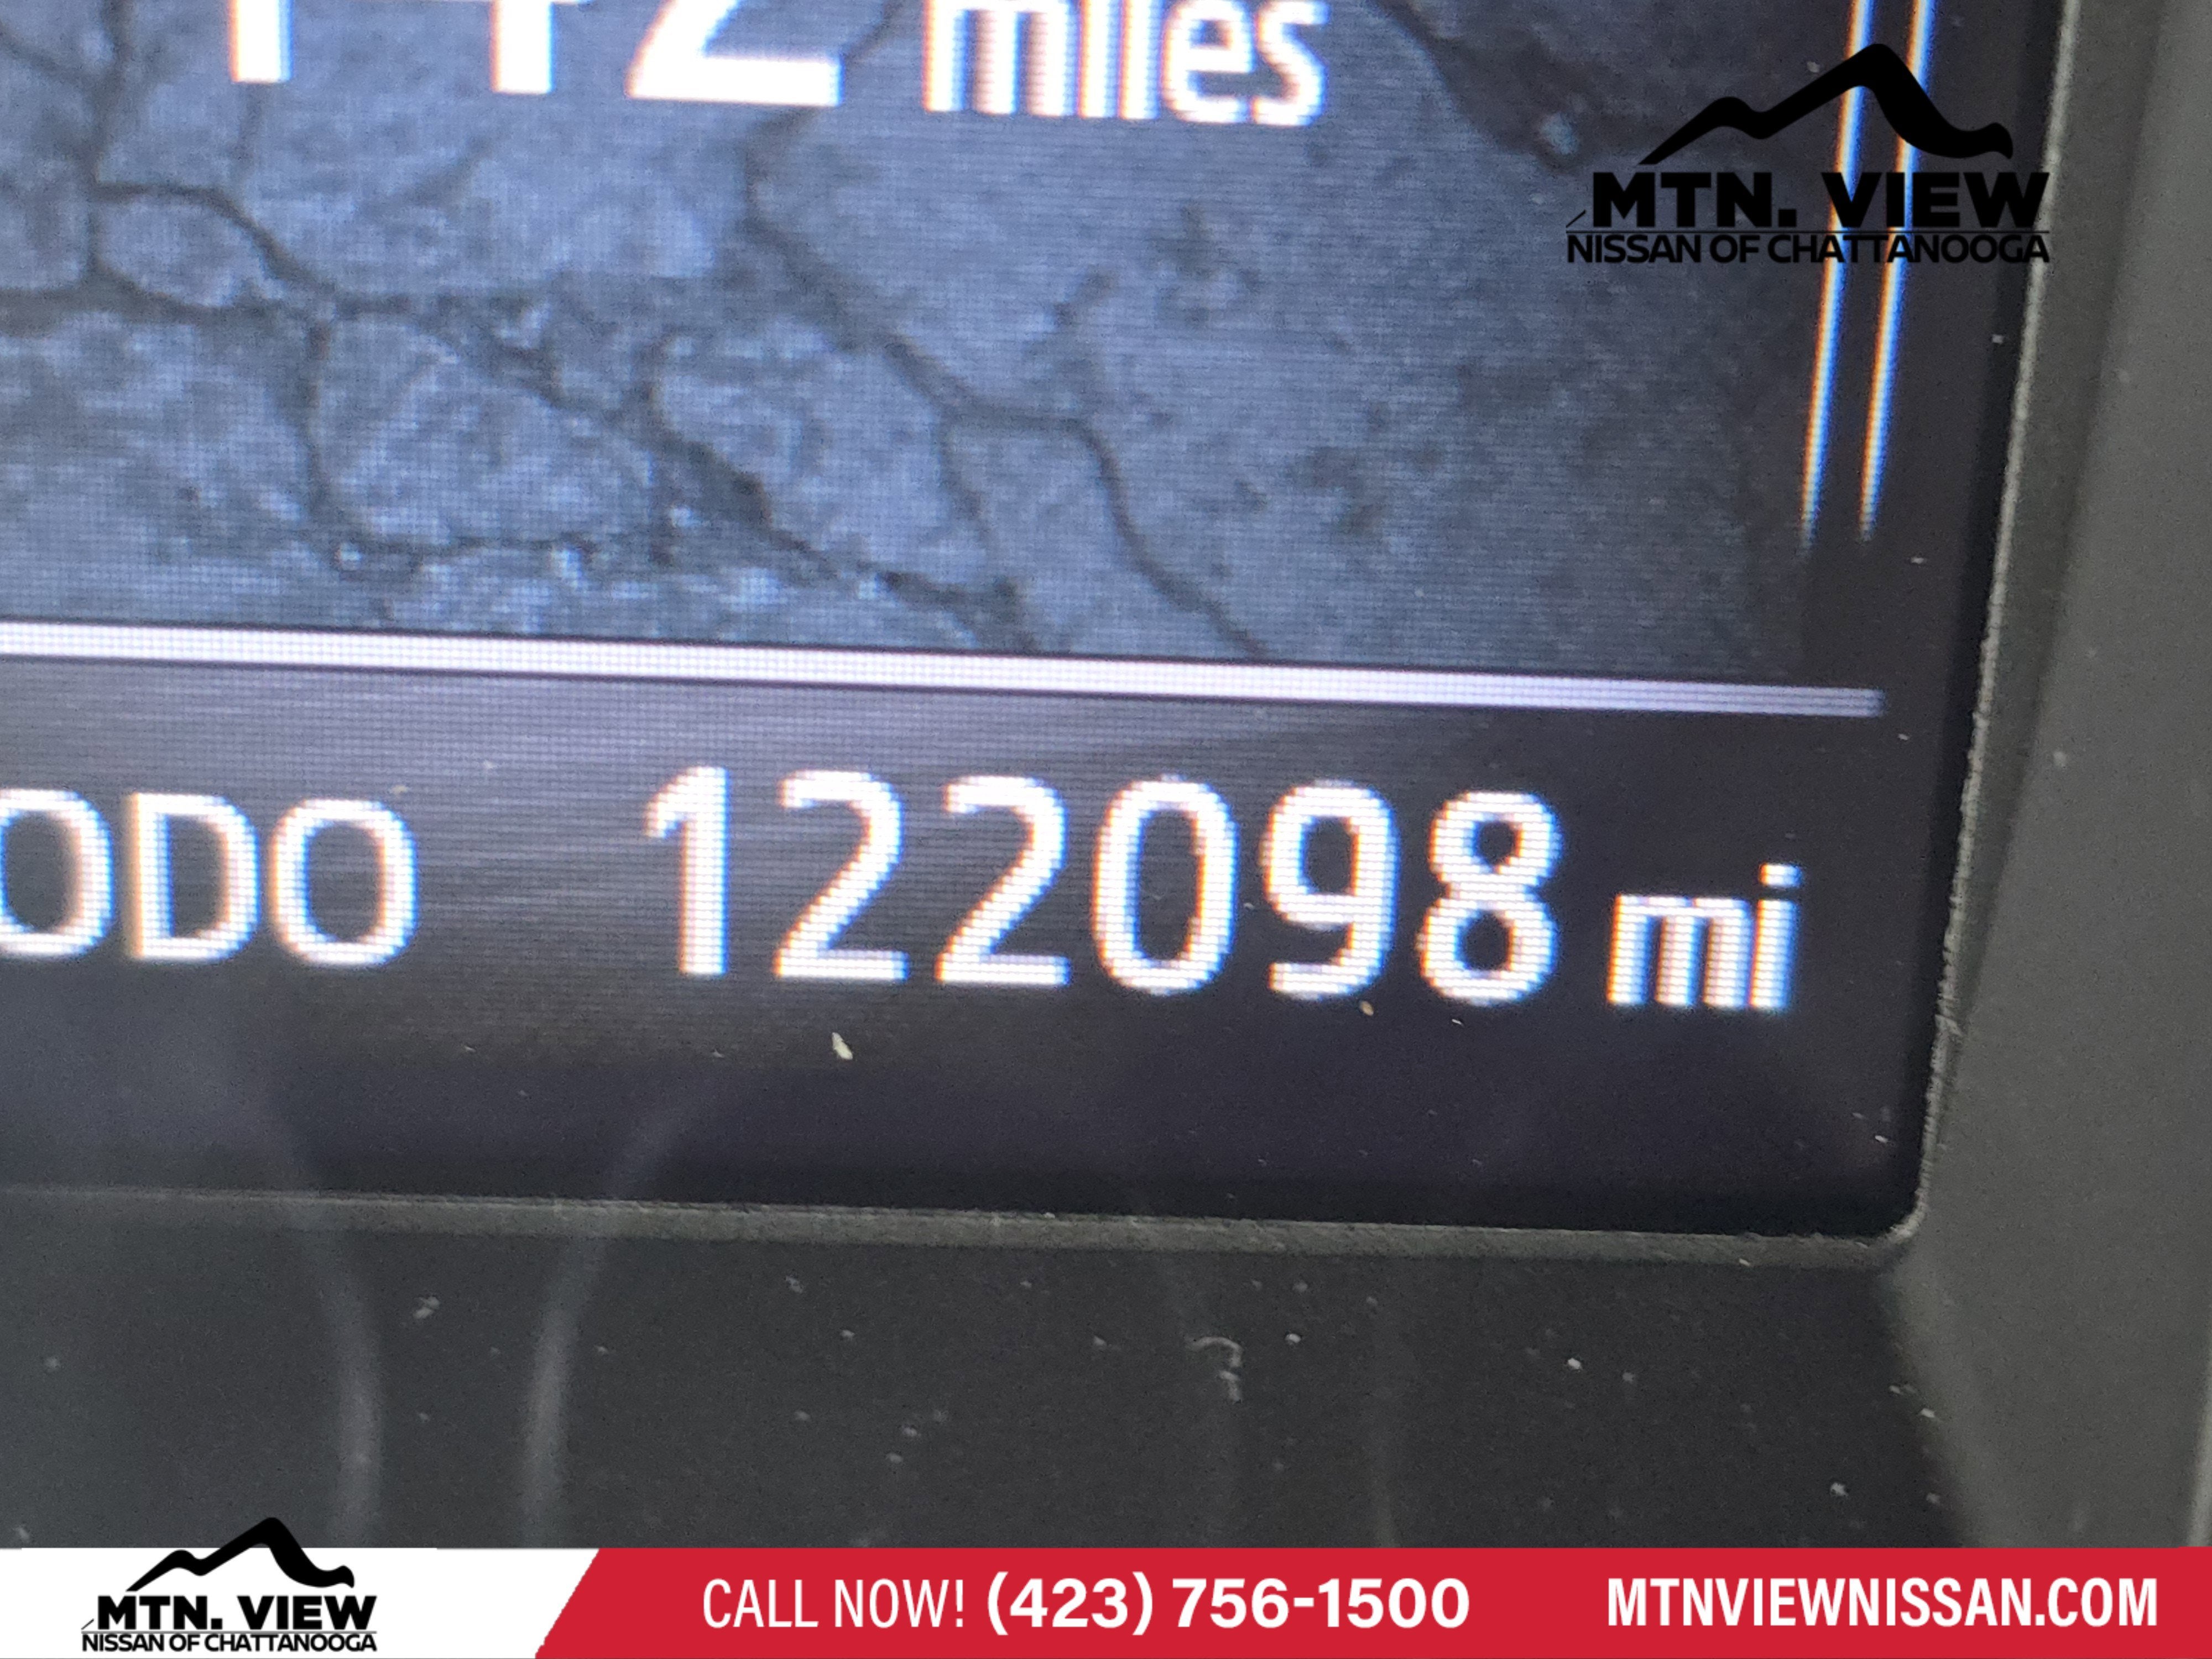 miles
MTN. VIEW
NISSAN OF CHATTANOOGA
ODO 122098 mi
MTN. VIEW
NISSAN OF CHATTANOOGA
CALL NOW! (423) 756-1500 MTNVIEWNISSAN.COM